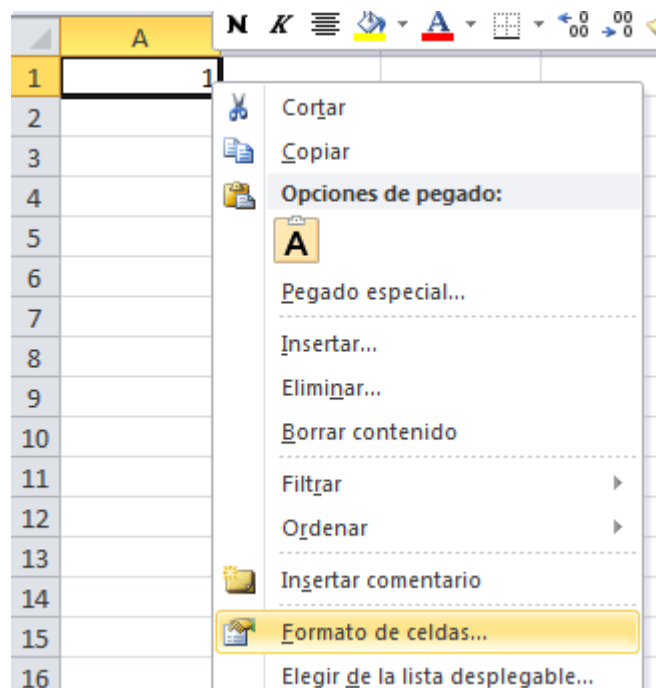 A N K A
1 1
2 Cortar
3 Copiar
4 Opciones de pegado:
5 A
6 Pegado especial...
7
8 Insertar...
9 Eliminar...
10 Borrar contenido
11 Filtrar
12 Ordenar
13
14 Insertar comentario
15 Formato de celdas...
16 Elegir de la lista desplegable...